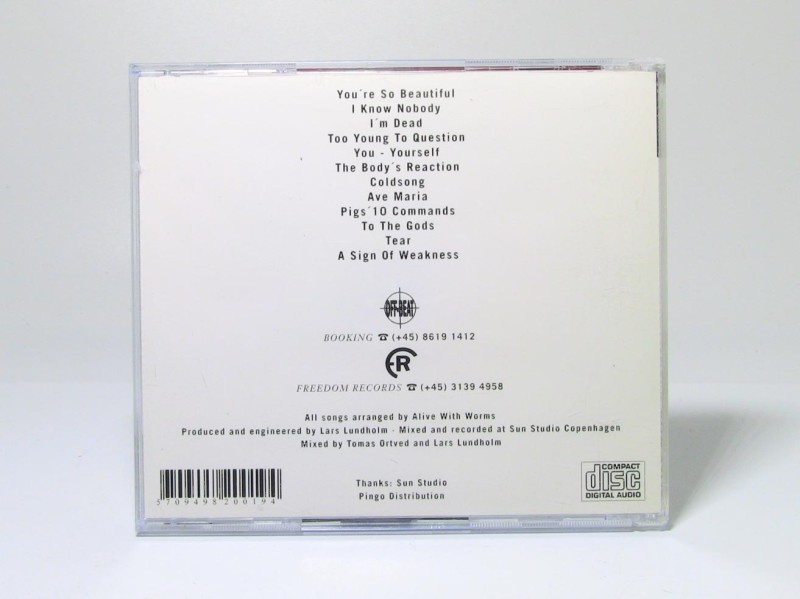 You´re So Beautiful
I Know Nobody
I´m Dead
Too Young To Question
You - Yourself
The Body´s Reaction
Coldsong
Ave Maria
Pigs´10 Commands
To The Gods
Tear
A Sign Of Weakness
OFF-BEAT
BOOKING ☎ (+45) 8619 1412
FR
FREEDOM RECORDS ☎ (+45) 3139 4958
All songs arranged by Alive With Worms
Produced and engineered by Lars Lundholm - Mixed and recorded at Sun Studio Copenhagen
Mixed by Tomas Ortved and Lars Lundholm
Thanks: Sun Studio
Pingo Distribution
5709498200194
COMPACT
disc
DIGITAL AUDIO